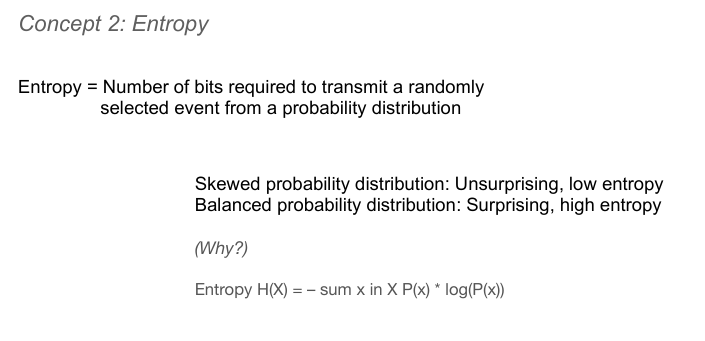 Concept 2: Entropy
Entropy = Number of bits required to transmit a randomly
selected event from a probability distribution
Skewed probability distribution: Unsurprising, low entropy
Balanced probability distribution: Surprising, high entropy
(Why?)
Entropy H(X) = – sum x in X P(x) * log(P(x))